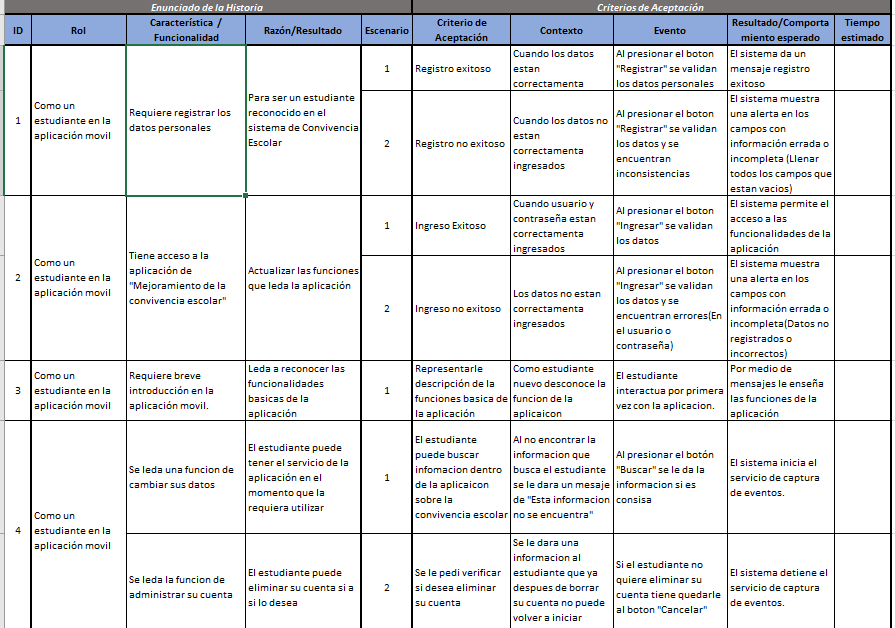 Enunciado de la Historia
Criterios de Aceptación
ID
Rol
Característica /
Funcionalidad
Razón/Resultado
Escenario
Criterio de
Aceptación
Contexto
Evento
Resultado/Comporta
miento esperado
Tiempo
estimado
1
Como un
estudiante en la
aplicación movil
Requiere registrar los
datos personales
Para ser un estudiante
reconocido en el
sistema de Convivencia
Escolar
1
Registro exitoso
Cuando los datos
estan
correctamenta
Al presionar el boton
"Registrar" se validan
los datos personales
El sistema da un
mensaje registro
exitoso
2
Registro no exitoso
Cuando los datos no
estan
correctamenta
ingresados
Al presionar el boton
"Registrar" se validan
los datos y se
encuentran
inconsistencias
El sistema muestra
una alerta en los
campos con
información errada o
incompleta (Llenar
todos los campos que
estan vacios)
2
Como un
estudiante en la
aplicación movil
Tiene acceso a la
aplicación de
"Mejoramiento de la
convivencia escolar"
Actualizar las funciones
que leda la aplicación
1
Ingreso Exitoso
Cuando usuario y
contraseña estan
correctamenta
ingresados
Al presionar el boton
"Ingresar" se validan
los datos
El sistema permite el
acceso a las
funcionalidades de la
aplicación
2
Ingreso no exitoso
Los datos no estan
correctamenta
ingresados
Al presionar el boton
"Ingresar" se validan
los datos y se
encuentran errores(En
el usuario o
contraseña)
El sistema muestra
una alerta en los
campos con
información errada o
incompleta(Datos no
registrados o
incorrectos)
3
Como un
estudiante en la
aplicación movil
Requiere breve
introducción en la
aplicación movil.
Leda a reconocer las
funcionalidades
basicas de la
aplicación
1
Representarle
descripción de la
funciones basica de
la aplicación
Como estudiante
nuevo desconoce la
funcion de la
aplicaicon
El estudiante
interactua por primera
vez con la aplicacion.
Por medio de
mensajes le enseña
las funciones de la
aplicación
4
Como un
estudiante en la
aplicación movil
Se leda una funcion de
cambiar sus datos
El estudiante puede
tener el servicio de la
aplicación en el
momento que la
requiera utilizar
1
El estudiante
puede buscar
infomacion dentro
de la aplicaicon
sobre la
convivencia escolar
Al no encontrar la
informacion que
busca el estudiante
se le dara un mesaje
de "Esta informacion
no se encuentra"
Al presionar el botón
"Buscar" se le da la
informacion si es
consisa
El sistema inicia el
servicio de captura
de eventos.
Se leda la funcion de
administrar su cuenta
El estudiante puede
eliminar su cuenta si a
si lo desea
2
Se le pedi verificar
si desea eliminar
su cuenta
Se le dara una
informacion al
estudiante que ya
despues de borrar
su cuenta no puede
volver a iniciar
Si el estudiante no
quiere eliminar su
cuenta tiene quedarle
al boton "Cancelar"
El sistema detiene el
servicio de captura
de eventos.